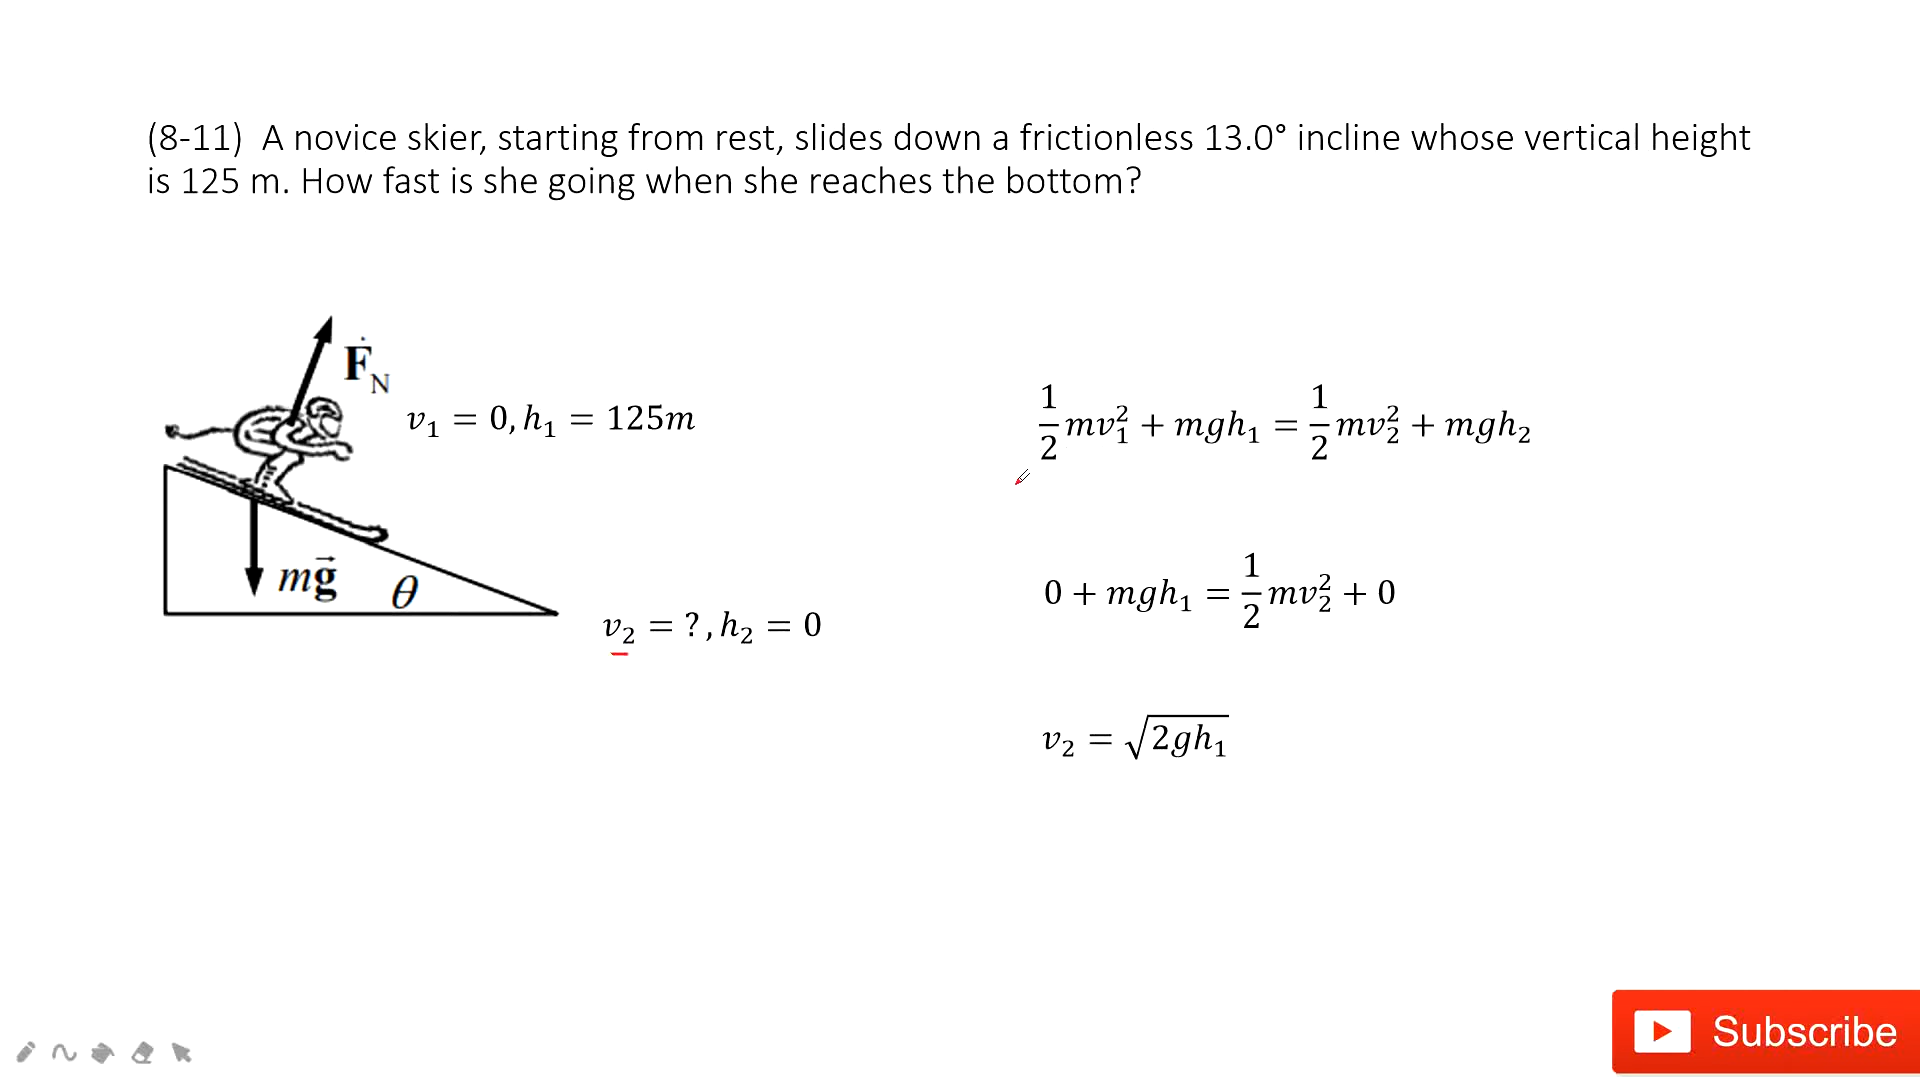 (8-11) A novice skier, starting from rest, slides down a frictionless 13.0° incline whose vertical height
is 125 m. How fast is she going when she reaches the bottom?
F⃗_N
v₁ = 0, h₁ = 125m
mg⃗ θ
v₂ = ?, h₂ = 0
1/2 mv₁² + mgh₁ = 1/2 mv₂² + mgh₂
0 + mgh₁ = 1/2 mv₂² + 0
v₂ = √(2gh₁)
Subscribe